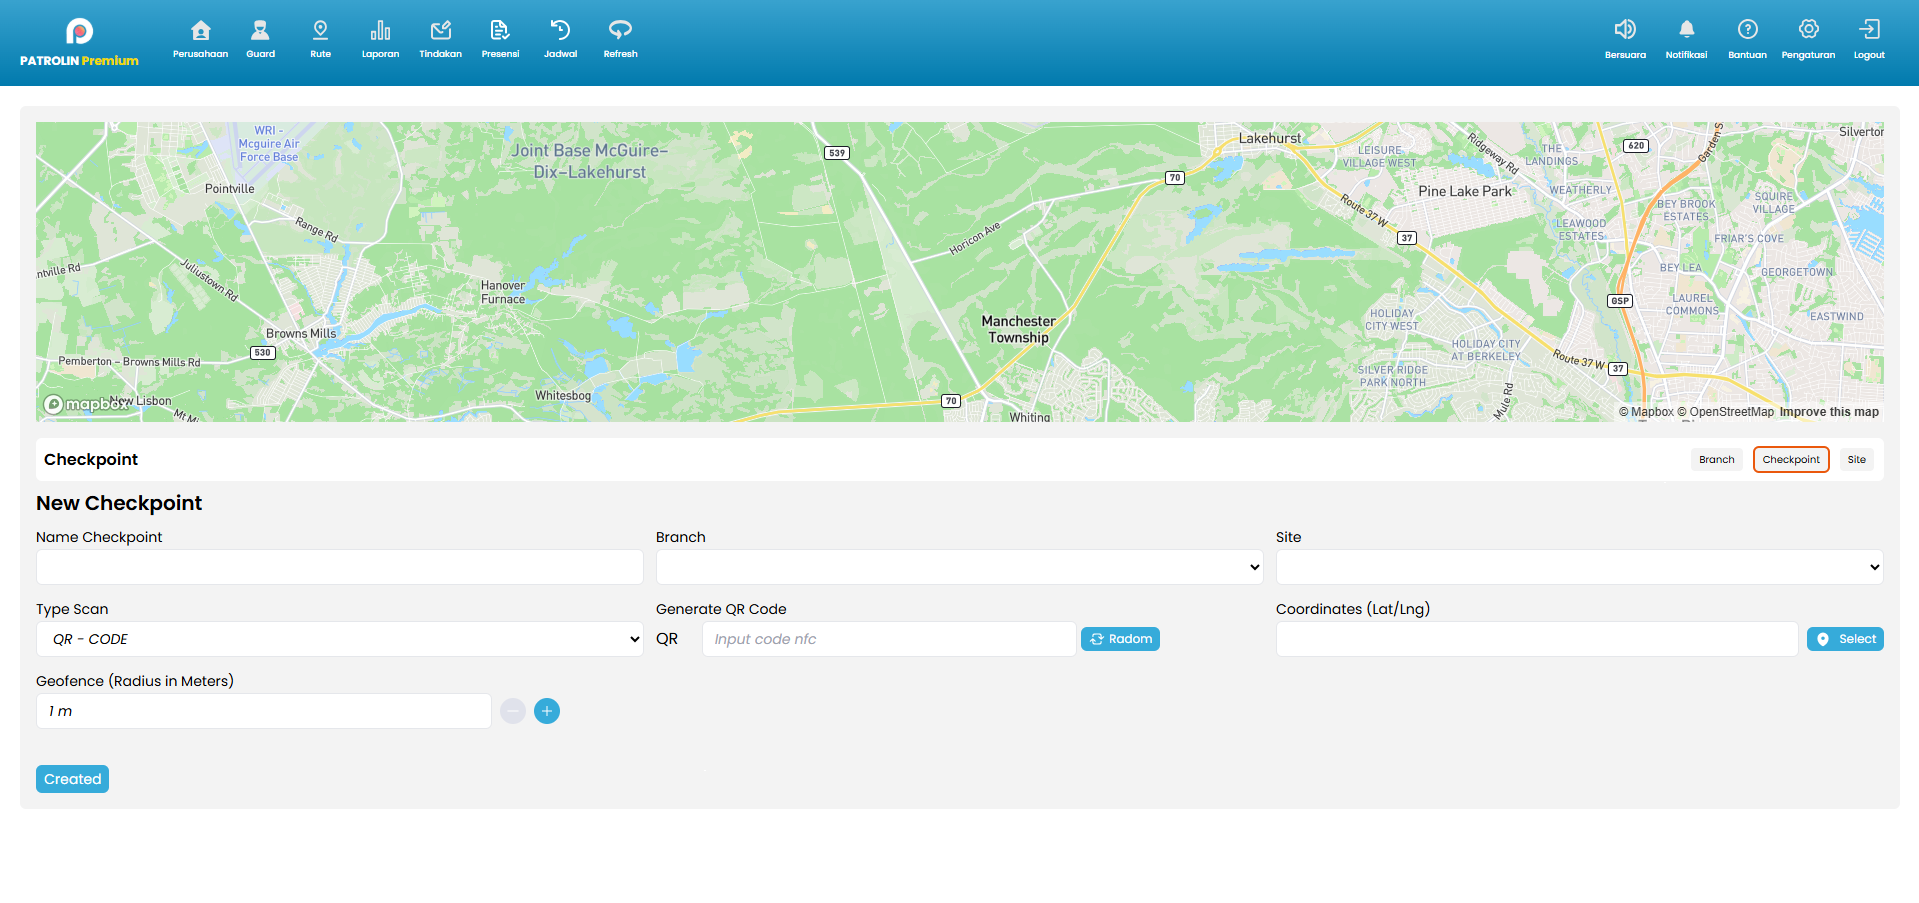 PATROLIN Premium
Perusahaan
Guard
Rute
Laporan
Tindakan
Presensi
Jadwal
Refresh
Bersuara
Notifikasi
Bantuan
Pengaturan
Logout
WRI -
Mcguire Air
Force Base
Pointville
Range Rd
Juliustown Rd
ntville Rd
Browns Mills
530
Pemberton - Browns Mills Rd
New Lisbon
Joint Base McGuire–
Dix–Lakehurst
Hanover
Furnace
Whitesbog
539
Horicon Ave
70
Manchester
Township
70
Whiting
Lakehurst
LEISURE
VILLAGE WEST
Ridgeway Rd
Pine Lake Park
Route 37 W
37
THE
LANDINGS
620
Garden S
Silverton
WEATHERLY
LEAWOOD
ESTATES
BEY BROOK
ESTATES
SQUIRE
VILLAGE
FRIAR'S COVE
BEY LEA
GEORGETOWN
GSP
LAUREL
COMMONS
EASTWIND
HOLIDAY
CITY WEST
HOLIDAY CITY
AT BERKELEY
SILVER RIDGE
PARK NORTH
Route 37 W
37
Mule Rd
mapbox
© Mapbox © OpenStreetMap Improve this map
Checkpoint
Branch
Checkpoint
Site
New Checkpoint
Name Checkpoint
Branch
Site
Type Scan
Generate QR Code
Coordinates (Lat/Lng)
QR - CODE
QR
Input code nfc
Radom
Select
Geofence (Radius in Meters)
1 m
Created